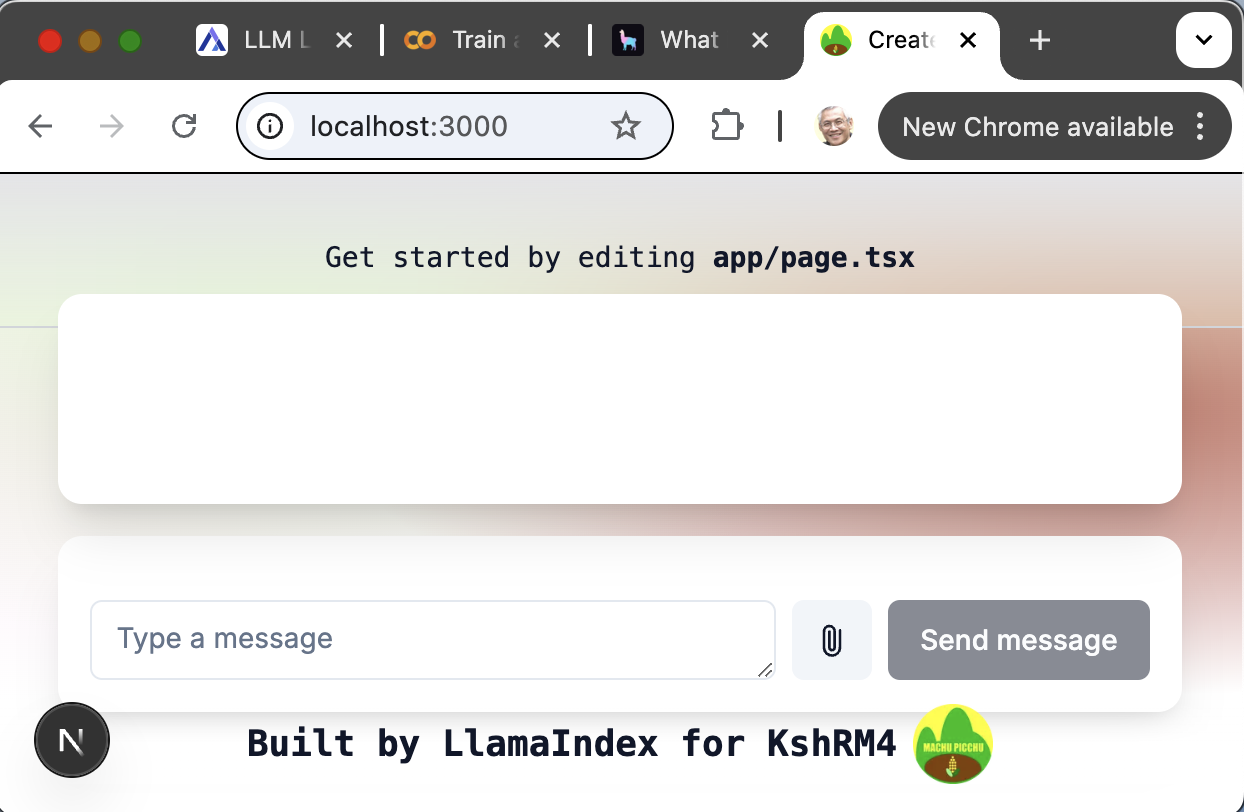 LLM L
Train a
What
Create
localhost:3000
New Chrome available
Get started by editing app/page.tsx
Type a message
Send message
N
Built by LlamaIndex for KshRM4
MACHU PICCHU